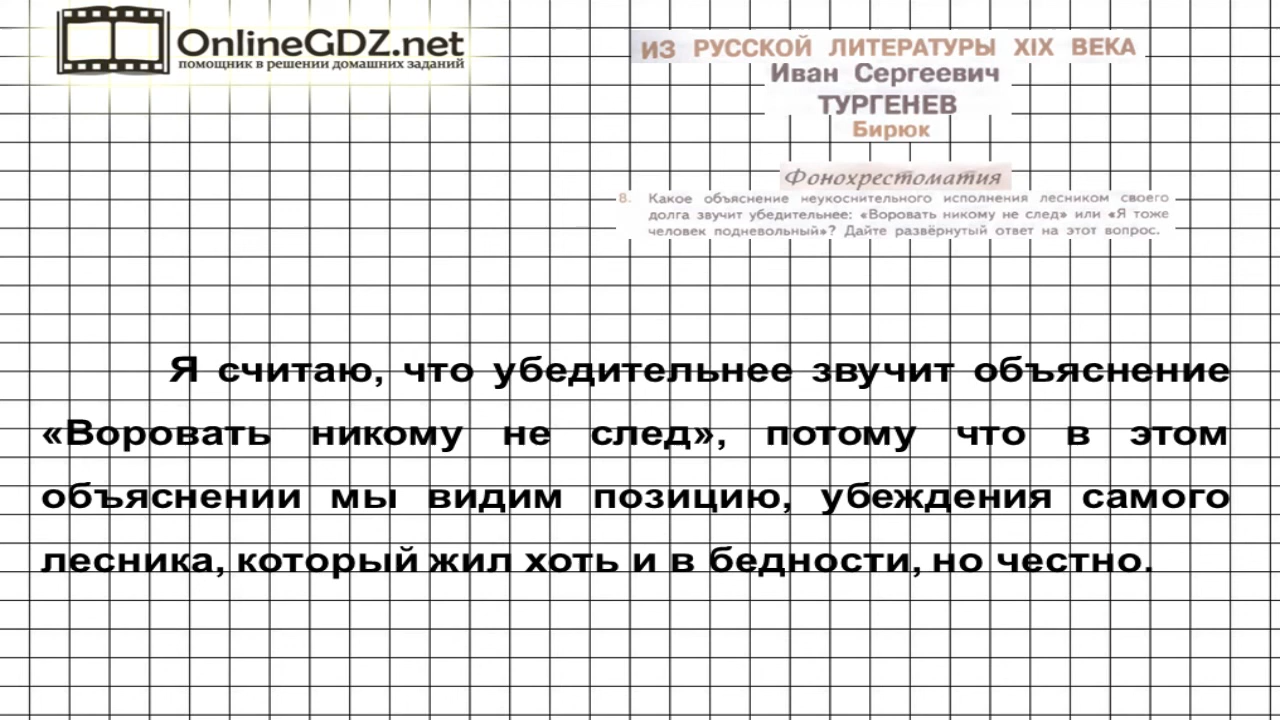 OnlineGDZ.net
помощник в решении домашних заданий
ИЗ РУССКОЙ ЛИТЕРАТУРЫ XIX ВЕКА
Иван Сергеевич
ТУРГЕНЕВ
Бирюк
Фонохрестоматия
8. Какое объяснение неукоснительного исполнения лесником своего
долга звучит убедительнее: «Воровать никому не след» или «Я тоже
человек подневольный»? Дайте развёрнутый ответ на этот вопрос.
Я считаю, что убедительнее звучит объяснение
«Воровать никому не след», потому что в этом
объяснении мы видим позицию, убеждения самого
лесника, который жил хоть и в бедности, но честно.